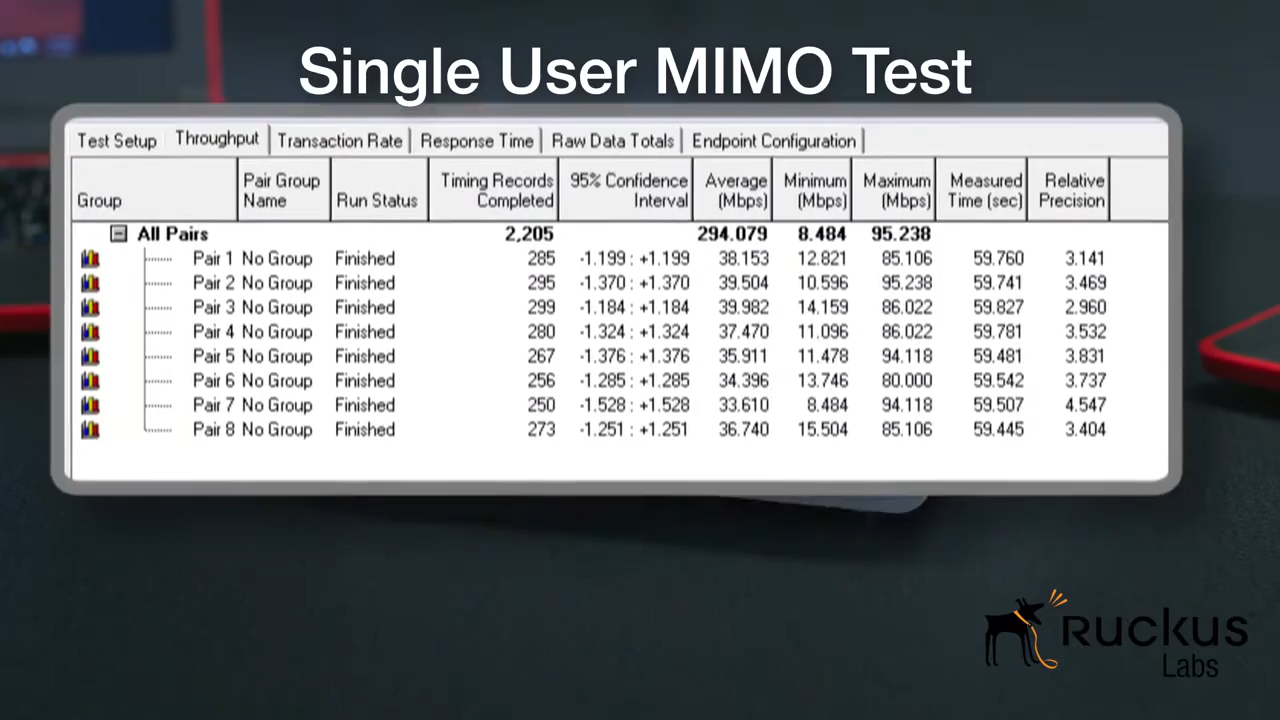 Single User MIMO Test
Test Setup Throughput Transaction Rate Response Time Raw Data Totals Endpoint Configuration
Group Pair Group Name Run Status Timing Records Completed 95% Confidence Interval Average (Mbps) Minimum (Mbps) Maximum (Mbps) Measured Time (sec) Relative Precision
All Pairs 2,205 294.079 8.484 95.238
Pair 1 No Group Finished 285 -1.199 : +1.199 38.153 12.821 85.106 59.760 3.141
Pair 2 No Group Finished 295 -1.370 : +1.370 39.504 10.596 95.238 59.741 3.469
Pair 3 No Group Finished 299 -1.184 : +1.184 39.982 14.159 86.022 59.827 2.960
Pair 4 No Group Finished 280 -1.324 : +1.324 37.470 11.096 86.022 59.781 3.532
Pair 5 No Group Finished 267 -1.376 : +1.376 35.911 11.478 94.118 59.481 3.831
Pair 6 No Group Finished 256 -1.285 : +1.285 34.396 13.746 80.000 59.542 3.737
Pair 7 No Group Finished 250 -1.528 : +1.528 33.610 8.484 94.118 59.507 4.547
Pair 8 No Group Finished 273 -1.251 : +1.251 36.740 15.504 85.106 59.445 3.404
RUCKUS
Labs